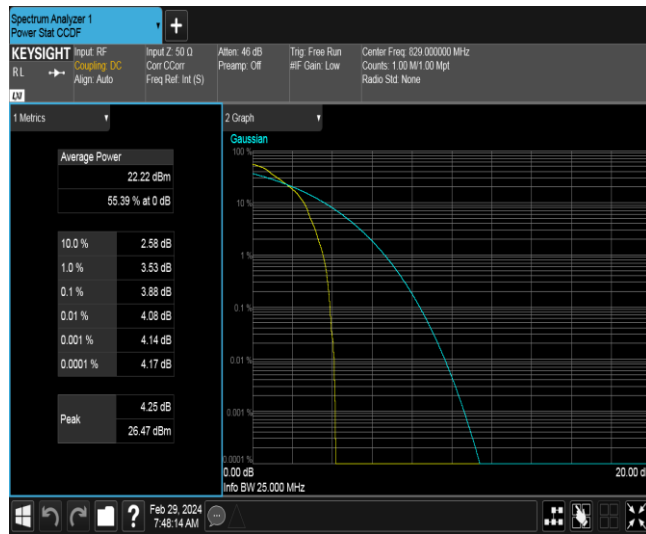 Spectrum Analyzer 1
Power Stat CCDF
+
KEYSIGHT
RL
LXI
Input: RF
Coupling: DC
Align: Auto
Input Z: 50 Ω
Corr CCorr
Freq Ref: Int (S)
Atten: 46 dB
Preamp: Off
Trig: Free Run
#IF Gain: Low
Center Freq: 829.000000 MHz
Counts: 1.00 M/1.00 Mpt
Radio Std: None
1 Metrics
Average Power
22.22 dBm
55.39 % at 0 dB
10.0 % 2.58 dB
1.0 % 3.53 dB
0.1 % 3.88 dB
0.01 % 4.08 dB
0.001 % 4.14 dB
0.0001 % 4.17 dB
Peak
4.25 dB
26.47 dBm
2 Graph
Gaussian
100 %
10 %
1 %
0.1 %
0.01 %
0.001 %
0.0001 %
0.00 dB
20.00 d
Info BW 25.000 MHz
?
Feb 29, 2024
7:48:14 AM